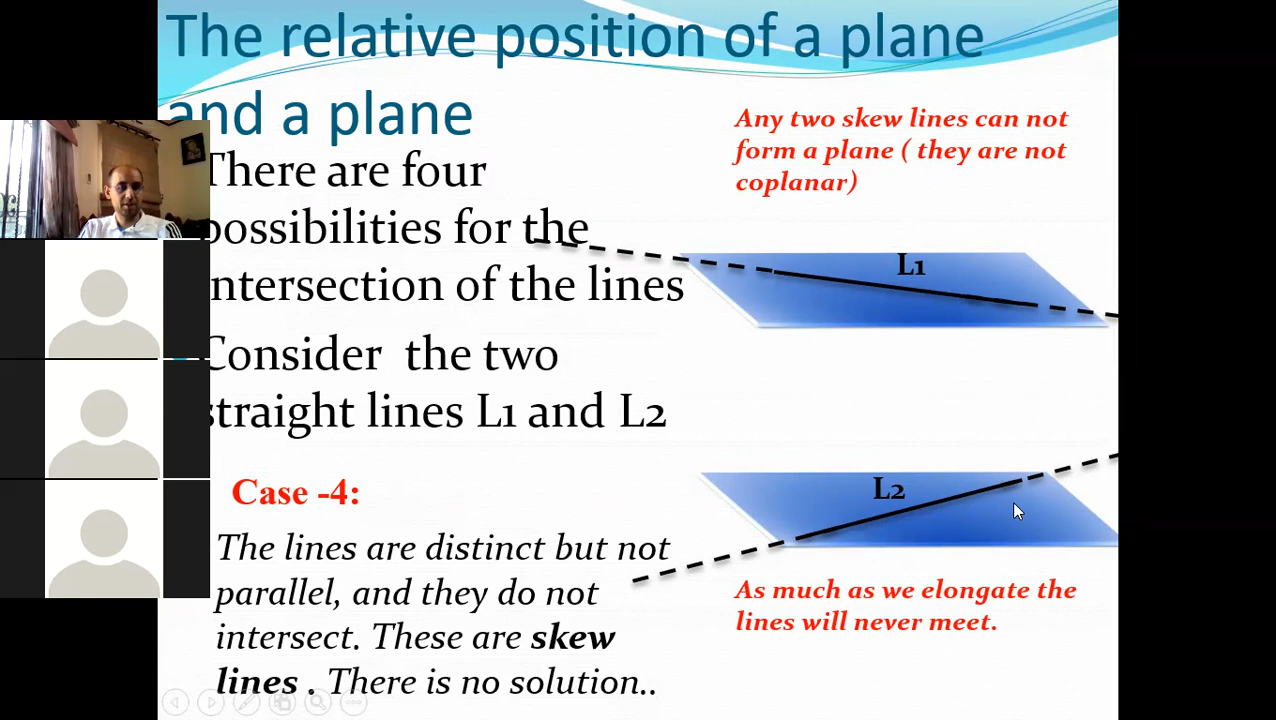 The relative position of a plane
and a plane
There are four
possibilities for the
intersection of the lines
Consider the two
straight lines L1 and L2
Case -4:
The lines are distinct but not
parallel, and they do not
intersect. These are skew
lines . There is no solution..
Any two skew lines can not
form a plane ( they are not
coplanar)
L1
L2
As much as we elongate the
lines will never meet.